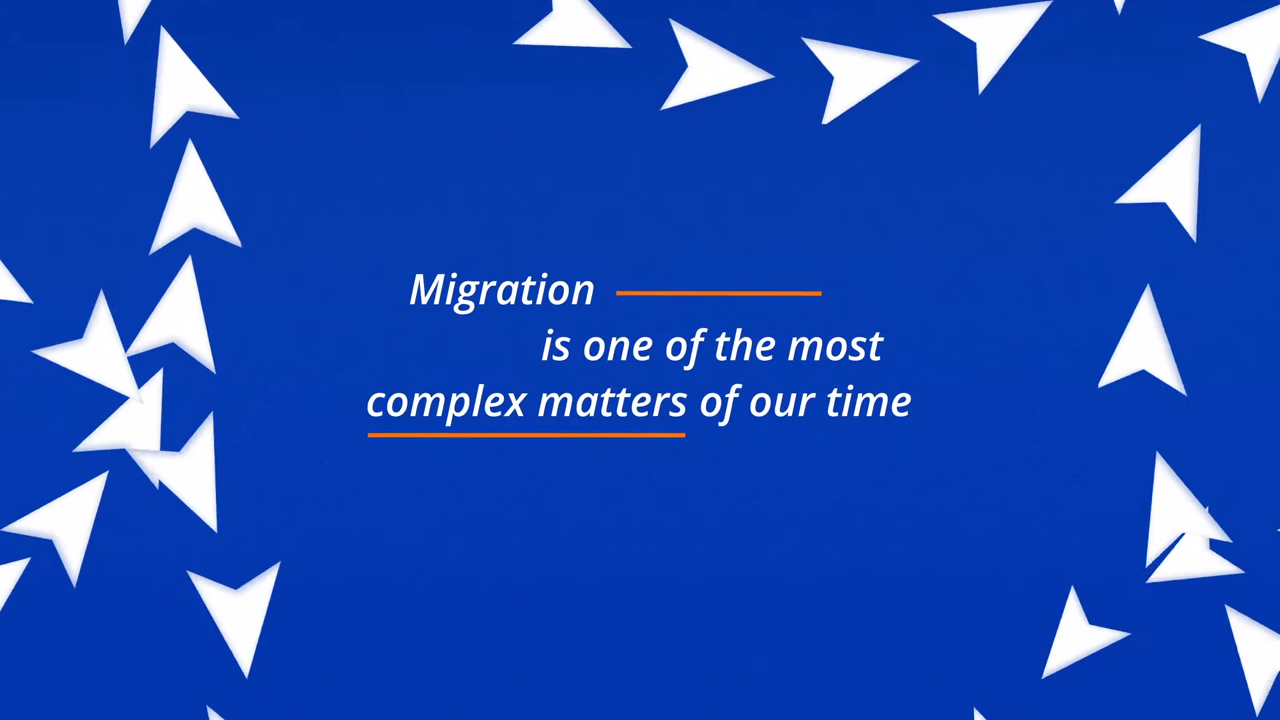 Migration
is one of the most
complex matters of our time